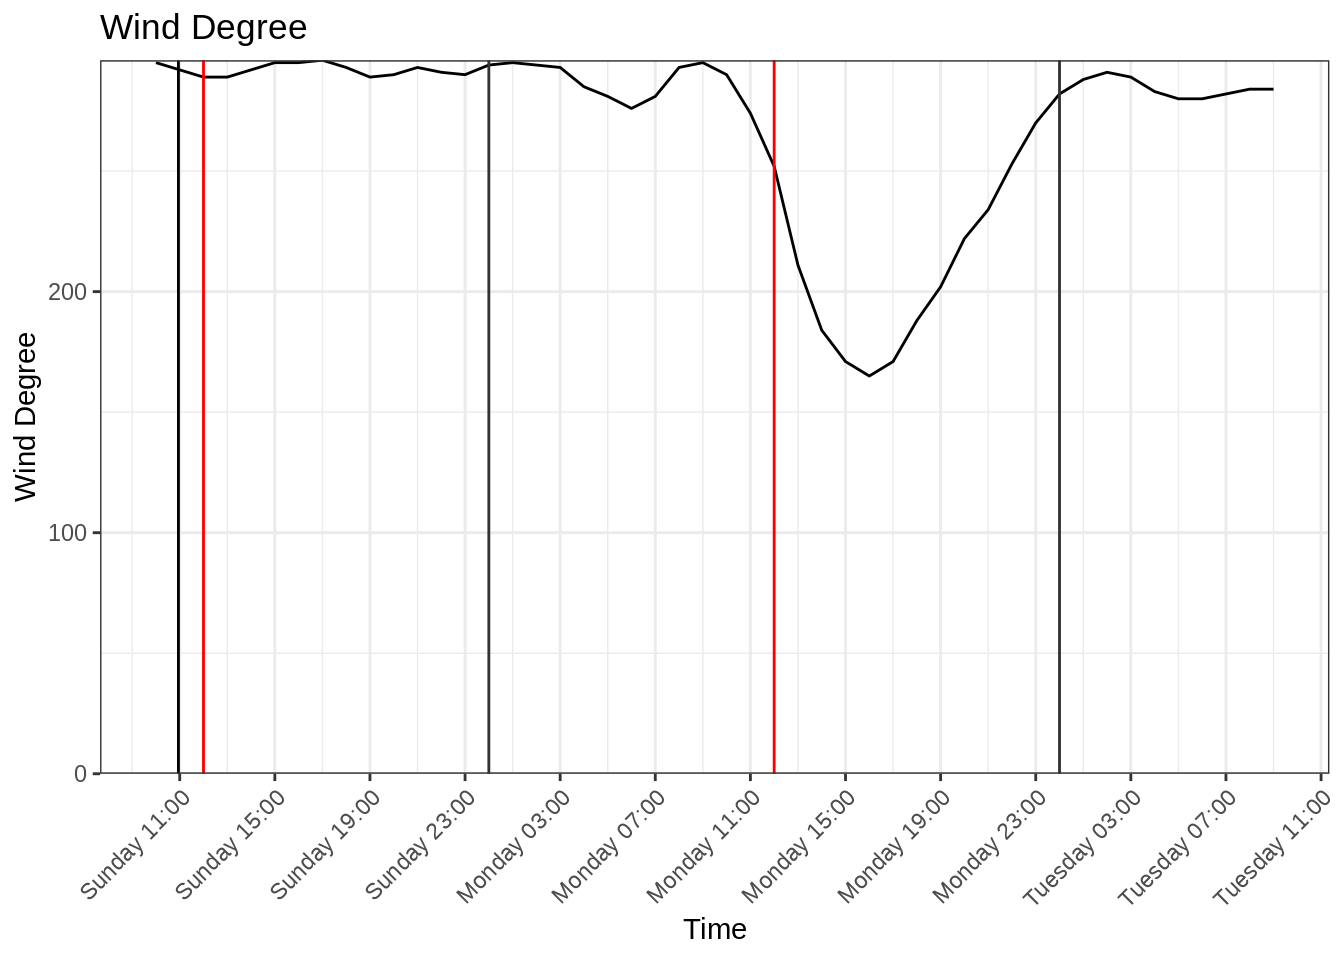 Wind Degree
Wind Degree
200
100
0
Sunday 11:00
Sunday 15:00
Sunday 19:00
Sunday 23:00
Monday 03:00
Monday 07:00
Monday 11:00
Monday 15:00
Monday 19:00
Monday 23:00
Tuesday 03:00
Tuesday 07:00
Tuesday 11:00
Time